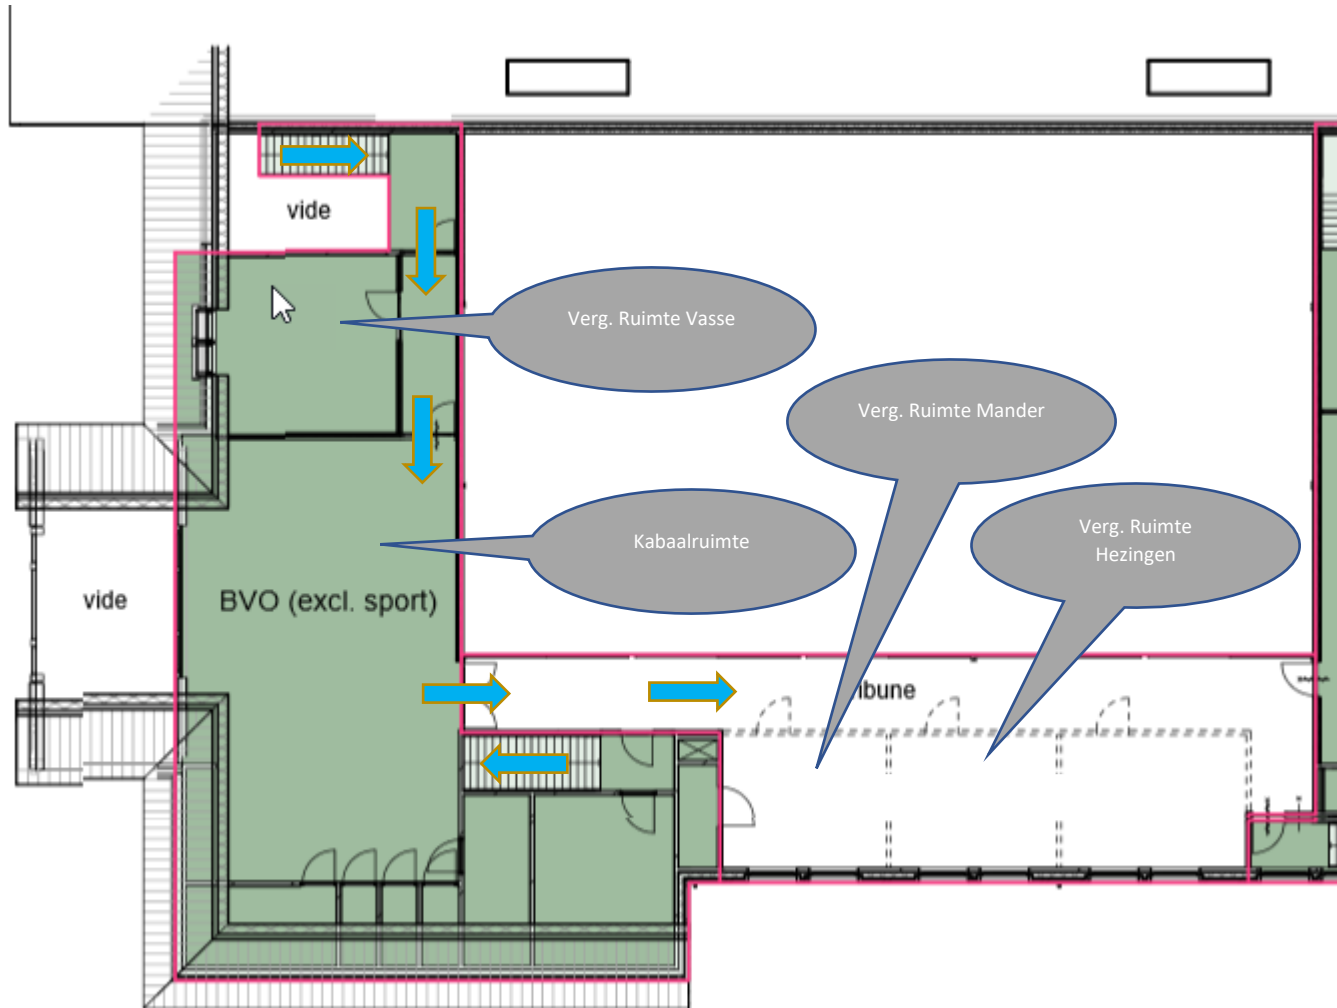 vide
Verg. Ruimte Vasse
Verg. Ruimte Mander
Verg. Ruimte
Hezingen
Kabaalruimte
vide
BVO (excl. sport)
ibune